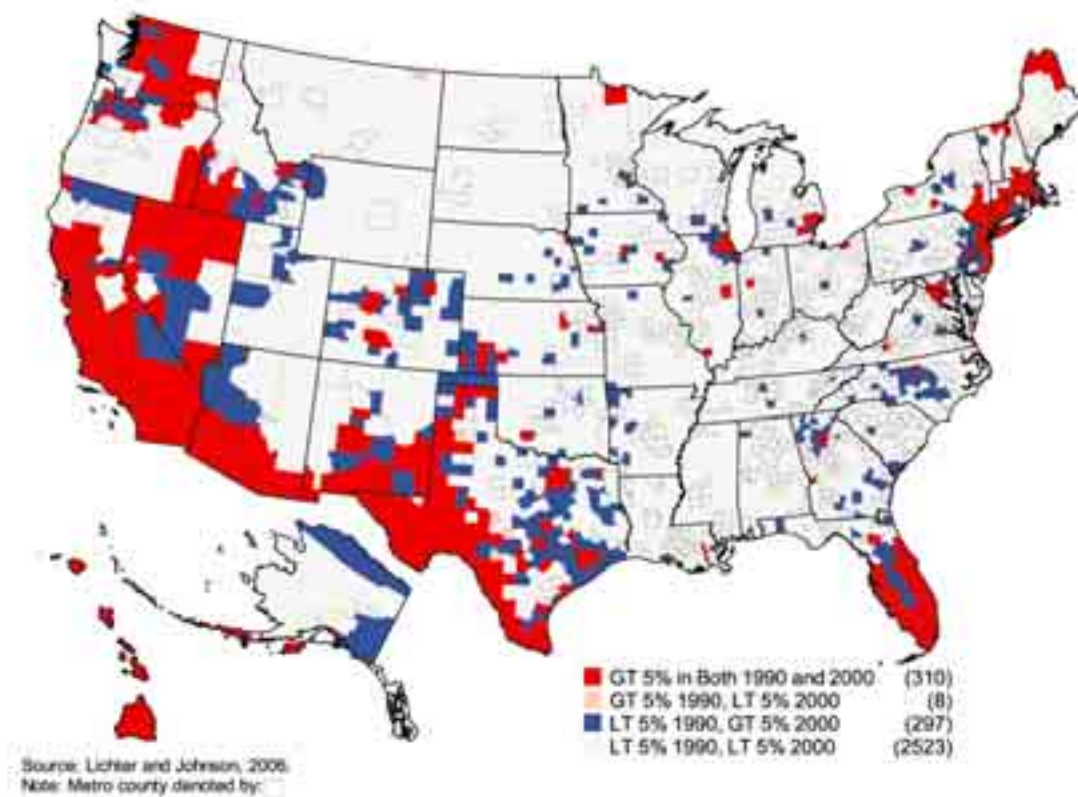 GT 5% in Both 1990 and 2000 (310)
GT 5% 1990, LT 5% 2000 (8)
LT 5% 1990, GT 5% 2000 (297)
LT 5% 1990, LT 5% 2000 (2523)
Source: Lichter and Johnson, 2006.
Note: Metro county denoted by: